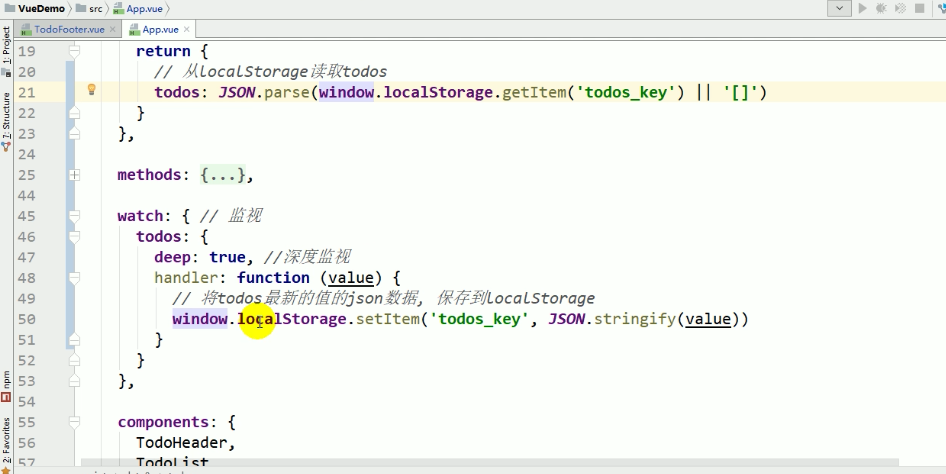 VueDemo src App.vue
TodoFooter.vue App.vue
1: Project
7: Structure
npm
2: Favorites
19 return {
20 // 从localStorage读取todos
21 todos: JSON.parse(window.localStorage.getItem('todos_key') || '[]')
22 }
23 },
24
25 methods: {...},
44
45 watch: { // 监视
46 todos: {
47 deep: true, //深度监视
48 handler: function (value) {
49 // 将todos最新的值的json数据, 保存到localStorage
50 window.localStorage.setItem('todos_key', JSON.stringify(value))
51 }
52 }
53 },
54
55 components: {
56 TodoHeader,
57 TodoList